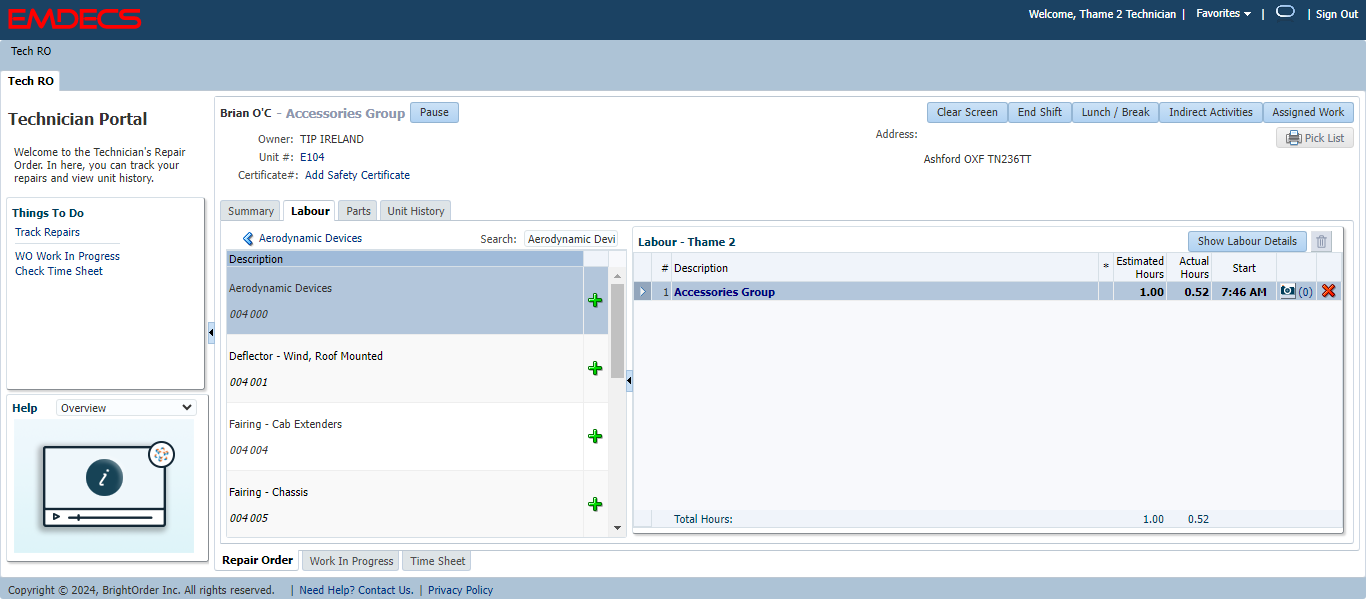 EMDECS
Welcome, Thame 2 Technician | Favorites | | Sign Out
Tech RO
Tech RO
Technician Portal
Welcome to the Technician's Repair
Order. In here, you can track your
repairs and view unit history.
Things To Do
Track Repairs
WO Work In Progress
Check Time Sheet
Help Overview
i
Brian O'C - Accessories Group Pause
Clear Screen End Shift Lunch / Break Indirect Activities Assigned Work
Owner: TIP IRELAND
Unit #: E104
Certificate#: Add Safety Certificate
Address:
Ashford OXF TN236TT
Pick List
Summary Labour Parts Unit History
Aerodynamic Devices Search: Aerodynamic Devi
Description
Aerodynamic Devices
004 000
Deflector - Wind, Roof Mounted
004 001
Fairing - Cab Extenders
004 004
Fairing - Chassis
004 005
Labour - Thame 2 Show Labour Details
# Description * Estimated Hours Actual Hours Start
1 Accessories Group 1.00 0.52 7:46 AM (0)
Total Hours: 1.00 0.52
Repair Order Work In Progress Time Sheet
Copyright © 2024, BrightOrder Inc. All rights reserved. | Need Help? Contact Us. | Privacy Policy